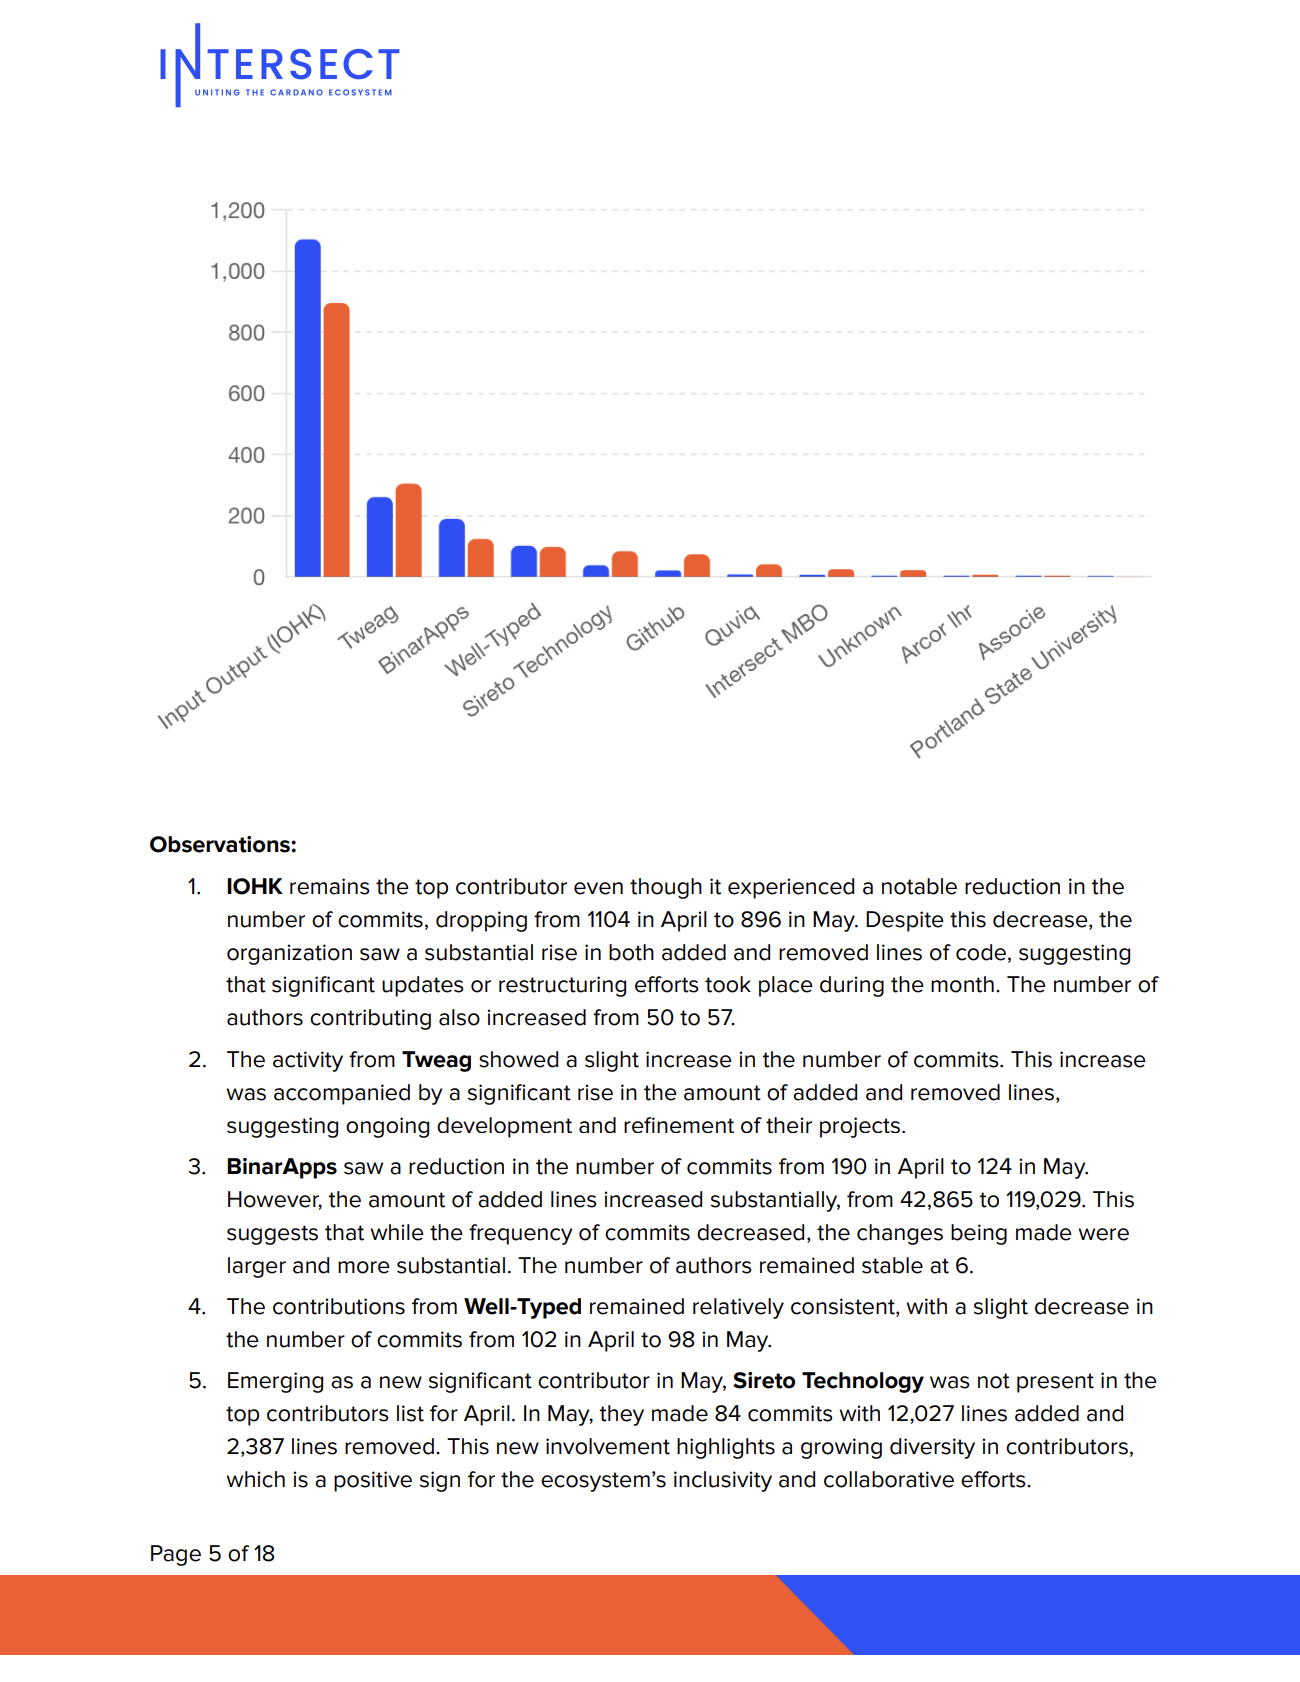 INTERSECT
UNITING THE CARDANO ECOSYSTEM
1,200
1,000
800
600
400
200
0
Input Output (IOHK)
Tweag
BinarApps
Well-Typed
Sireto Technology
Github
Quviq
Intersect MBO
Unknown
Arcor Ihr
Associe
Portland State University
Observations:
1. IOHK remains the top contributor even though it experienced a notable reduction in the
number of commits, dropping from 1104 in April to 896 in May. Despite this decrease, the
organization saw a substantial rise in both added and removed lines of code, suggesting
that significant updates or restructuring efforts took place during the month. The number of
authors contributing also increased from 50 to 57.
2. The activity from Tweag showed a slight increase in the number of commits. This increase
was accompanied by a significant rise in the amount of added and removed lines,
suggesting ongoing development and refinement of their projects.
3. BinarApps saw a reduction in the number of commits from 190 in April to 124 in May.
However, the amount of added lines increased substantially, from 42,865 to 119,029. This
suggests that while the frequency of commits decreased, the changes being made were
larger and more substantial. The number of authors remained stable at 6.
4. The contributions from Well-Typed remained relatively consistent, with a slight decrease in
the number of commits from 102 in April to 98 in May.
5. Emerging as a new significant contributor in May, Sireto Technology was not present in the
top contributors list for April. In May, they made 84 commits with 12,027 lines added and
2,387 lines removed. This new involvement highlights a growing diversity in contributors,
which is a positive sign for the ecosystem's inclusivity and collaborative efforts.
Page 5 of 18